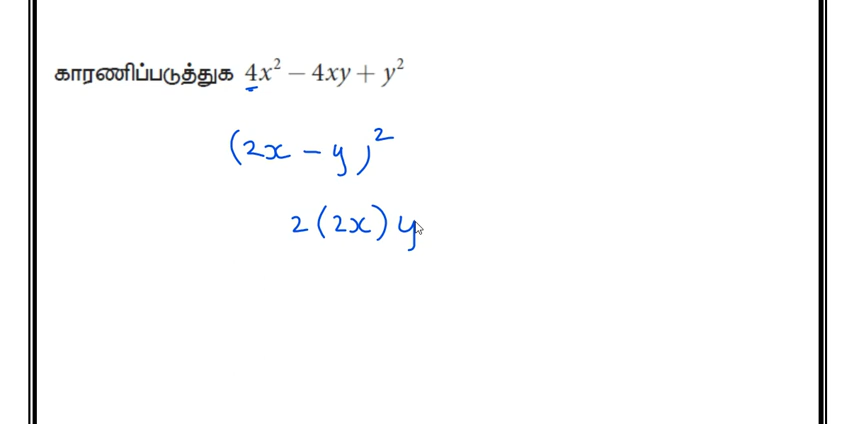 காரணிப்படுத்துக 4x² − 4xy + y²
(2x − y)²
2(2x)y